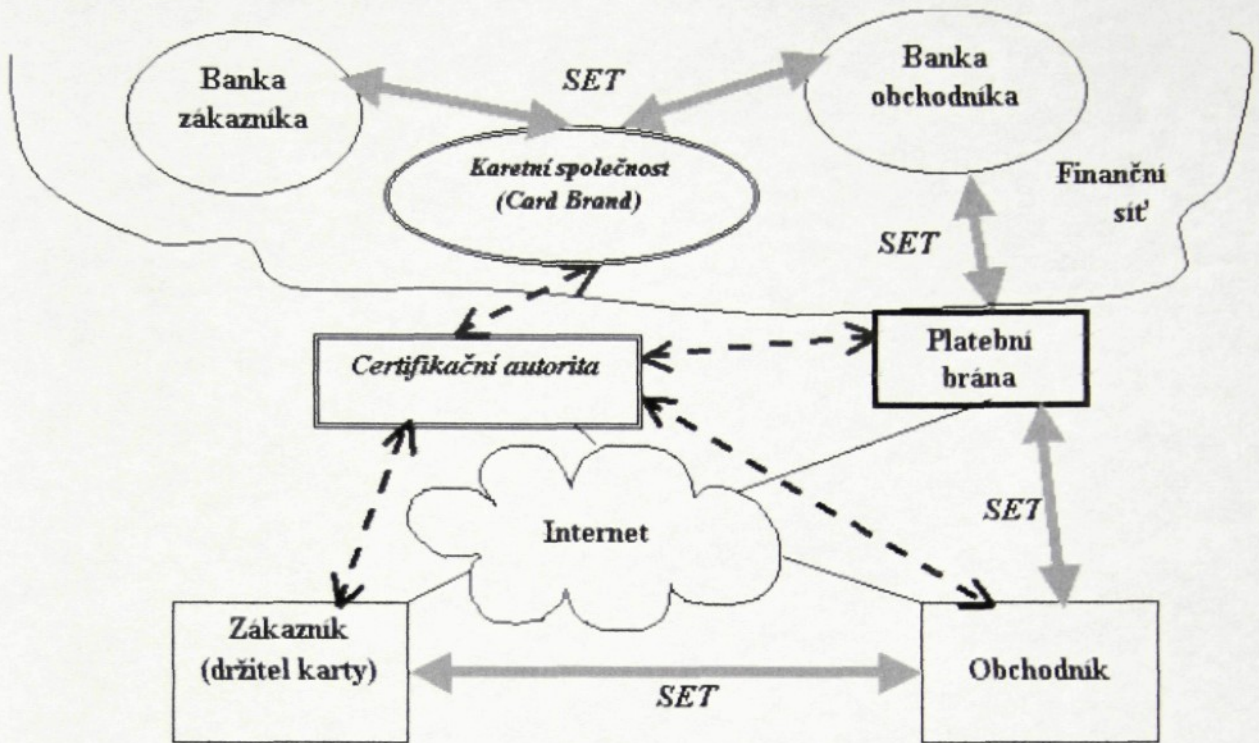 Banka
zákazníka
SET
Banka
obchodníka
Karetní společnost
(Card Brand)
Finanční
síť
SET
Certifikační autorita
Platební
brána
Internet
SET
Zákazník
(držitel karty)
SET
Obchodník